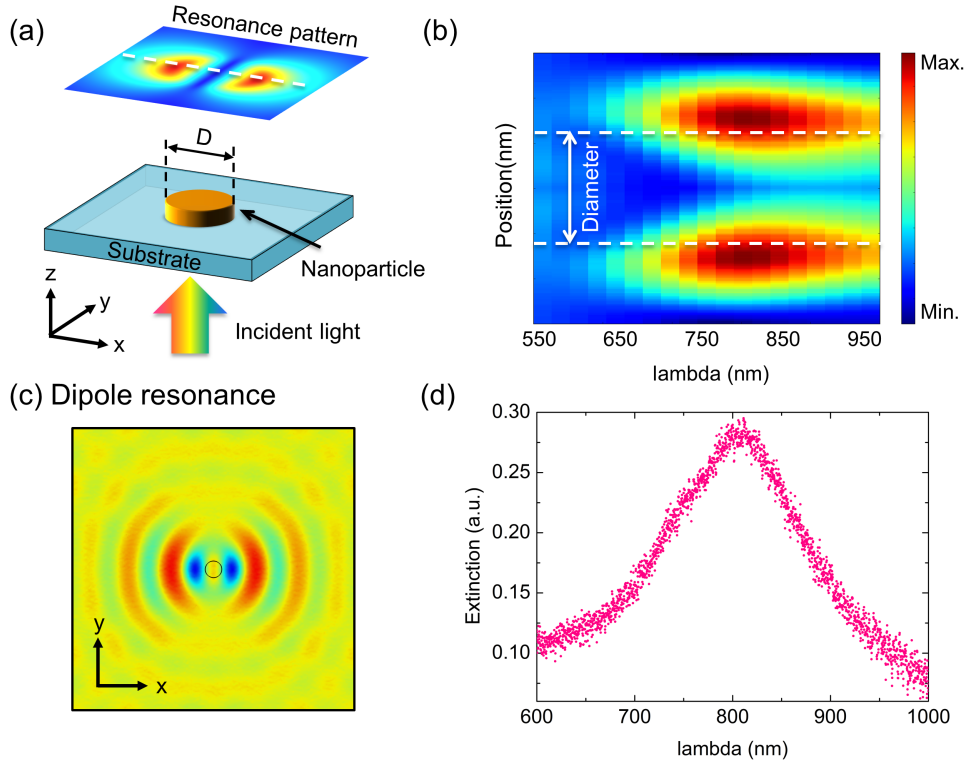 (a)
Resonance pattern
D
Substrate
Nanoparticle
z
y
x
Incident light
(b)
Position(nm)
Diameter
Max.
Min.
550 650 750 850 950
lambda (nm)
(c) Dipole resonance
y
x
(d)
Extinction (a.u.)
0.30
0.25
0.20
0.15
0.10
600 700 800 900 1000
lambda (nm)